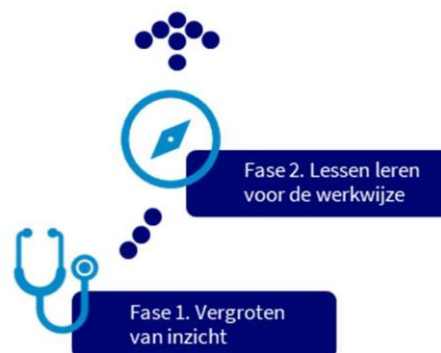 Fase 2. Lessen leren
voor de werkwijze
Fase 1. Vergroten
van inzicht